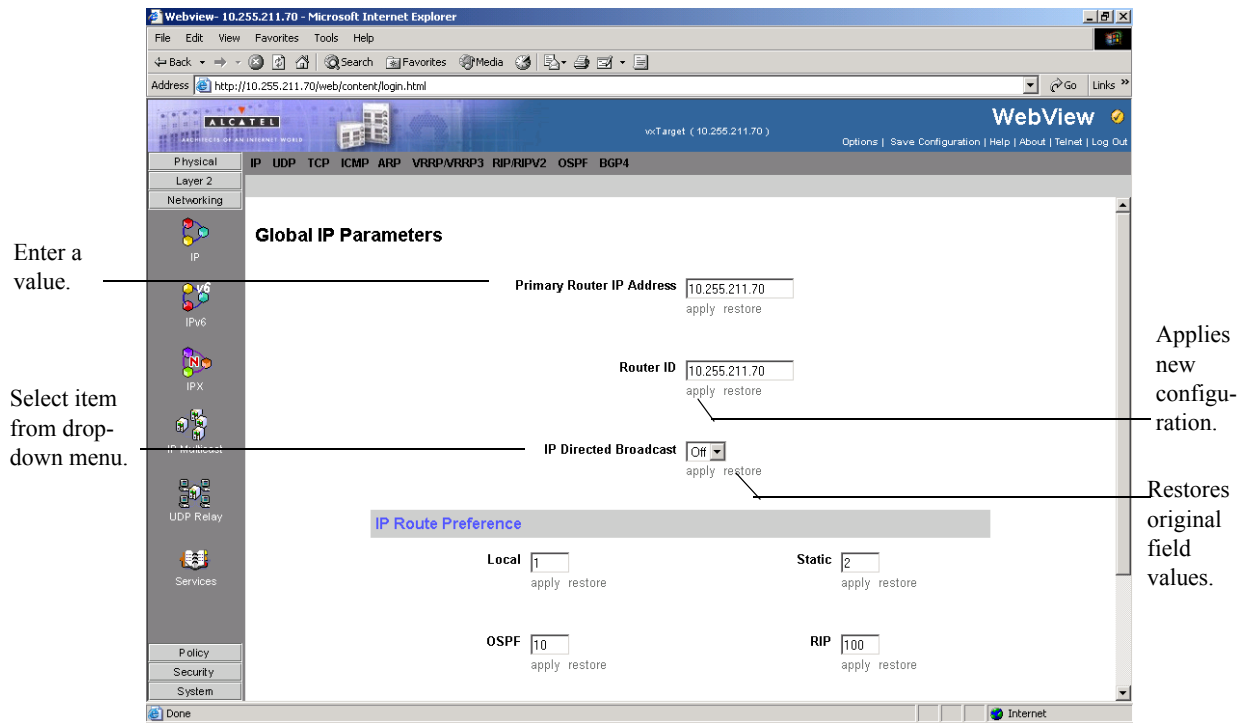 Webview- 10.255.211.70 - Microsoft Internet Explorer
File Edit View Favorites Tools Help
Back Search Favorites Media
Address http://10.255.211.70/web/content/login.html Go Links »
ALCATEL
ARCHITECTS OF AN INTERNET WORLD
vxTarget ( 10.255.211.70 )
WebView
Options | Save Configuration | Help | About | Telnet | Log Out
Physical
Layer 2
Networking
IP UDP TCP ICMP ARP VRRP/VRRP3 RIP/RIPV2 OSPF BGP4
IP
v6
IPv6
N
IPX
IP Multicast
UDP Relay
Services
Policy
Security
System
Global IP Parameters
Primary Router IP Address 10.255.211.70
apply restore
Router ID 10.255.211.70
apply restore
IP Directed Broadcast Off
apply restore
IP Route Preference
Local 1
apply restore
Static 2
apply restore
OSPF 10
apply restore
RIP 100
apply restore
Done
Internet
Enter a
value.
Select item
from drop-
down menu.
Applies
new
configu-
ration.
Restores
original
field
values.